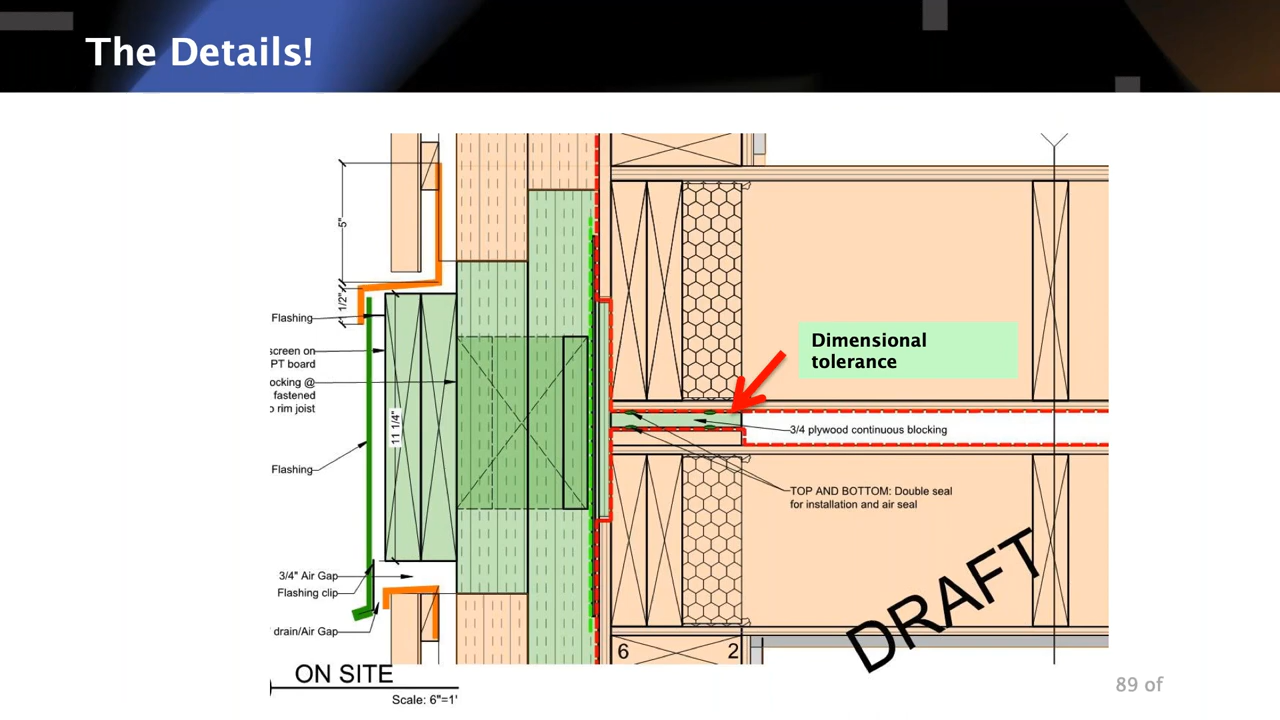 The Details!
5"
1/2"
Flashing
screen on
PT board
ocking @
fastened
o rim joist
11 1/4"
Flashing
3/4" Air Gap
Flashing clip
drain/Air Gap
ON SITE
Scale: 6"=1'
Dimensional
tolerance
3/4 plywood continuous blocking
TOP AND BOTTOM: Double seal
for installation and air seal
DRAFT
6 2
89 of